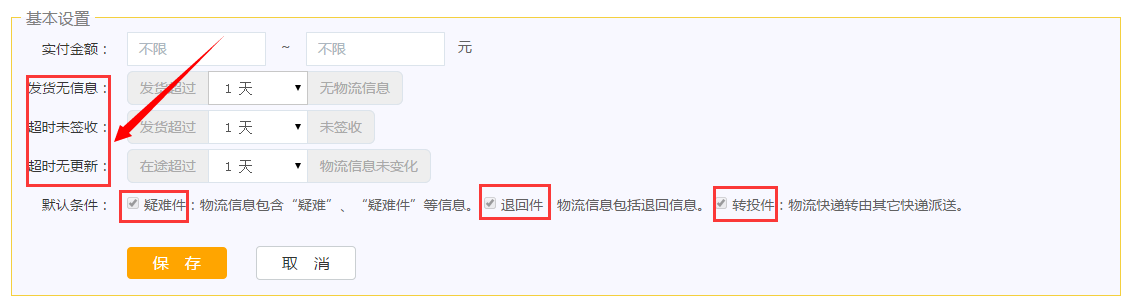 基本设置
实付金额： 不限 ~ 不限 元
发货无信息： 发货超过 1 天 无物流信息
超时未签收： 发货超过 1 天 未签收
超时无更新： 在途超过 1 天 物流信息未变化
默认条件： 疑难件：物流信息包含“疑难”、“疑难件”等信息。 退回件 物流信息包括退回信息。 转投件：物流快递转由其它快递派送。
保 存 取 消